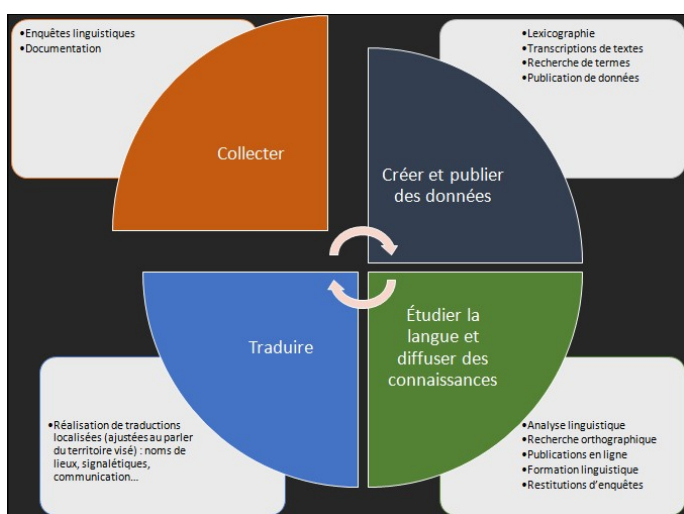 •Enquêtes linguistiques
•Documentation
Collecter
•Lexicographie
•Transcriptions de textes
•Recherche de termes
•Publication de données
Créer et publier
des données
Traduire
•Réalisation de traductions
localisées (ajustées au parler
du territoire visé) : noms de
lieux, signalétiques,
communication...
Étudier la
langue et
diffuser des
connaissances
•Analyse linguistique
•Recherche orthographique
•Publications en ligne
•Formation linguistique
•Restitutions d'enquêtes